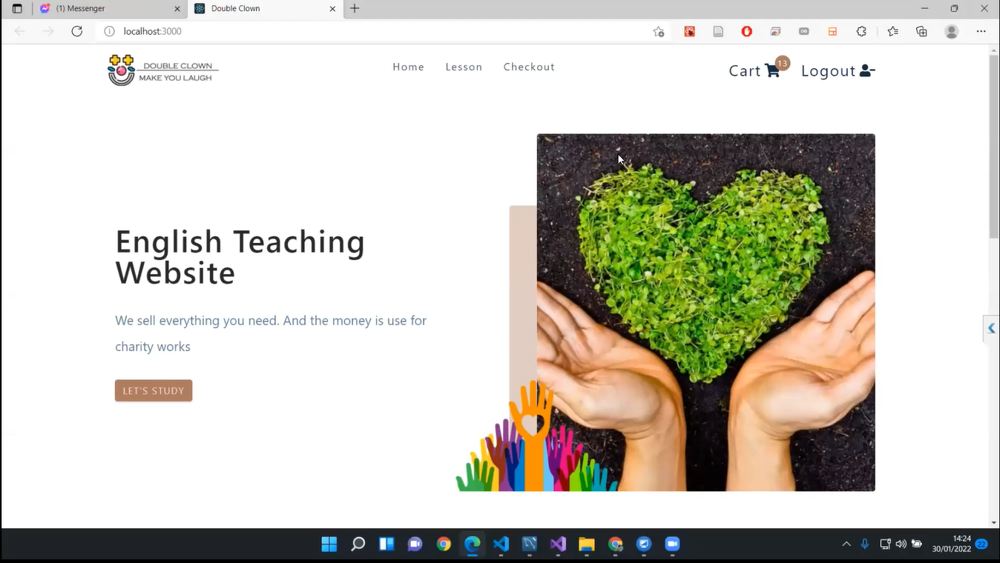 (1) Messenger
Double Clown
localhost:3000
DOUBLE CLOWN
MAKE YOU LAUGH
Home
Lesson
Checkout
Cart
13
Logout
English Teaching
Website
We sell everything you need. And the money is use for
charity works
LET'S STUDY
14:24
30/01/2022
22